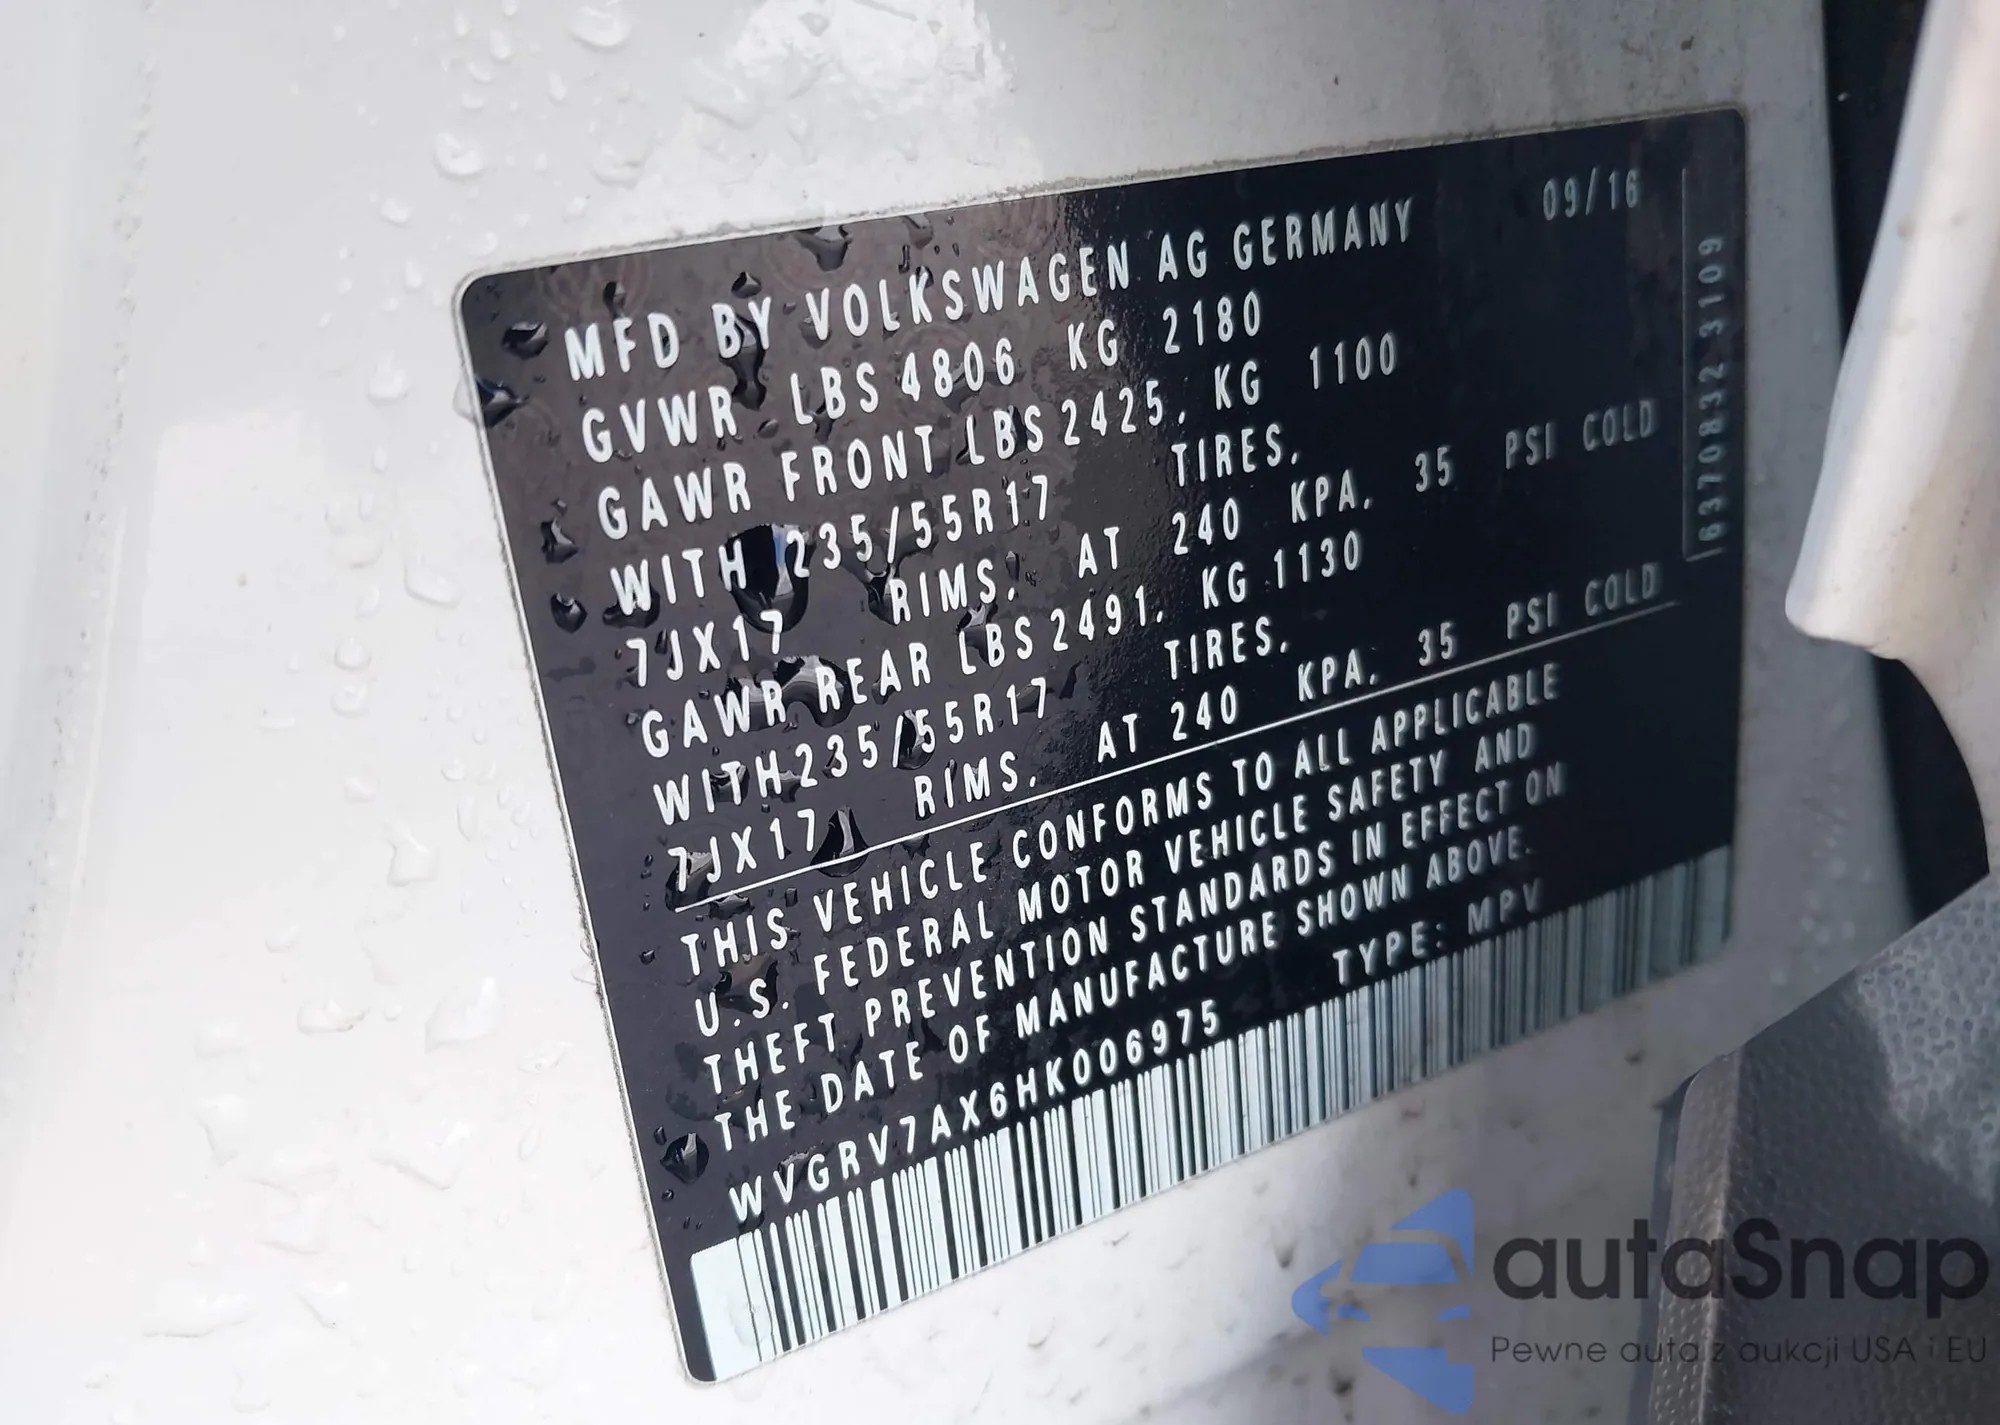 MFD BY VOLKSWAGEN AG GERMANY 09/16
GVWR LBS 4806 KG 2180
GAWR FRONT LBS 2425. KG 1100
WITH 235/55R17 TIRES.
7JX17 RIMS. AT 240 KPA. 35 PSI COLD
GAWR REAR LBS 2491. KG 1130
WITH 235/55R17 TIRES.
7JX17 RIMS. AT 240 KPA. 35 PSI COLD
THIS VEHICLE CONFORMS TO ALL APPLICABLE
U.S. FEDERAL MOTOR VEHICLE SAFETY AND
THEFT PREVENTION STANDARDS IN EFFECT ON
THE DATE OF MANUFACTURE SHOWN ABOVE.
WVGRV7AX6HK006975 TYPE: MPV
6370832 3109
autaSnap
Pewne auta z aukcji USA i EU